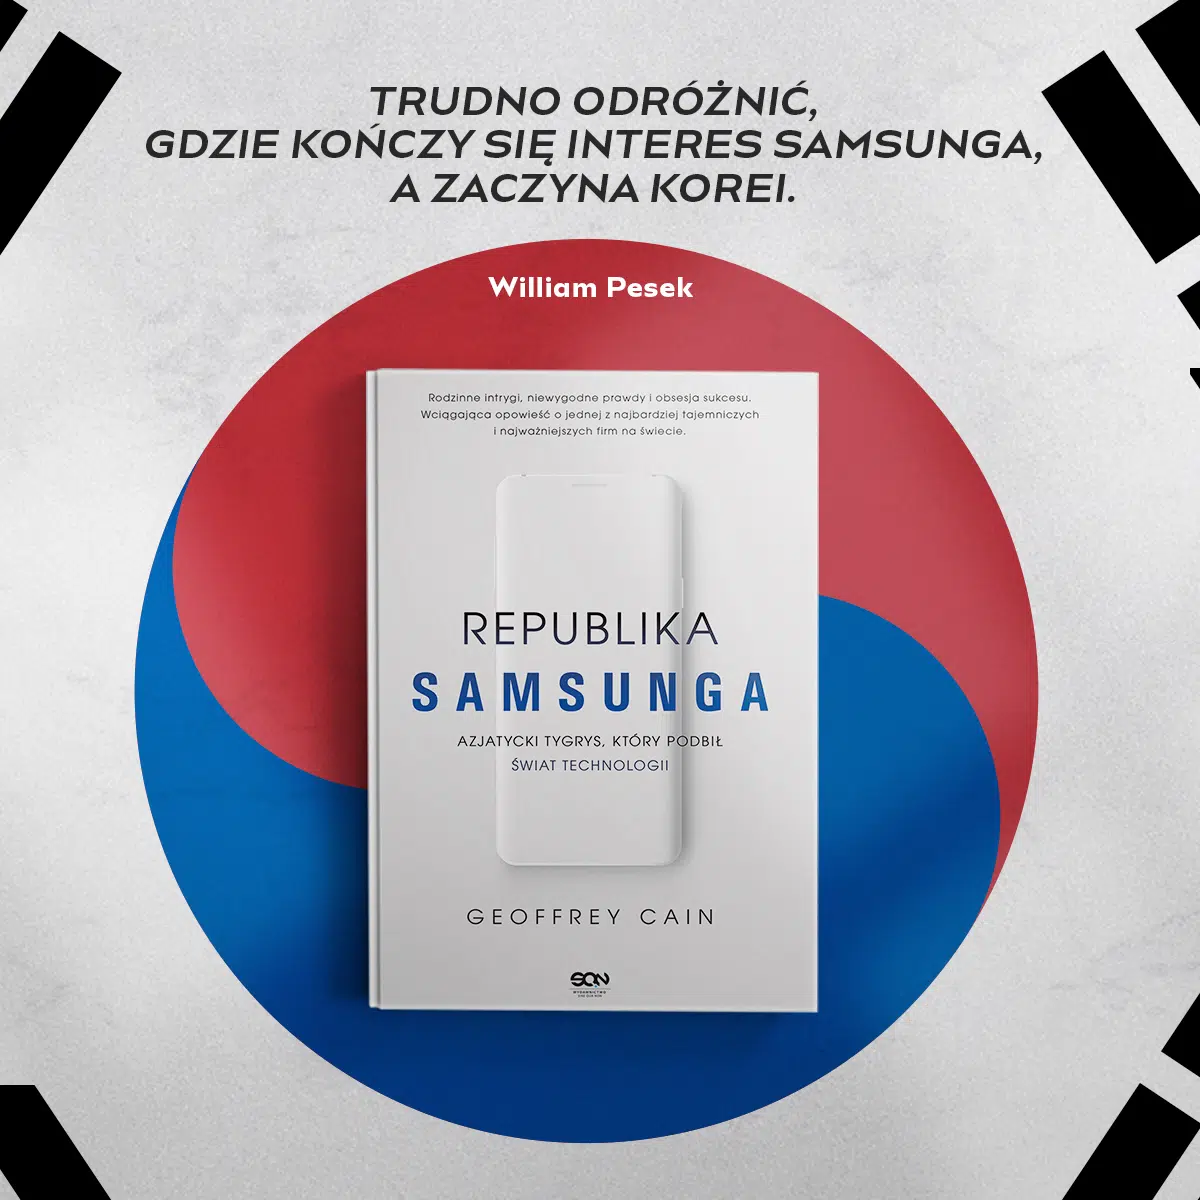 TRUDNO ODRÓŻNIĆ,
GDZIE KOŃCZY SIĘ INTERES SAMSUNGA,
A ZACZYNA KOREI.
William Pesek
Rodzinne intrygi, niewygodne prawdy i obsesja sukcesu.
Wciągająca opowieść o jednej z najbardziej tajemniczych
i najważniejszych firm na świecie.
REPUBLIKA
SAMSUNGA
AZJATYCKI TYGRYS, KTÓRY PODBIŁ
ŚWIAT TECHNOLOGII
GEOFFREY CAIN
SQN
WYDAWNICTWO